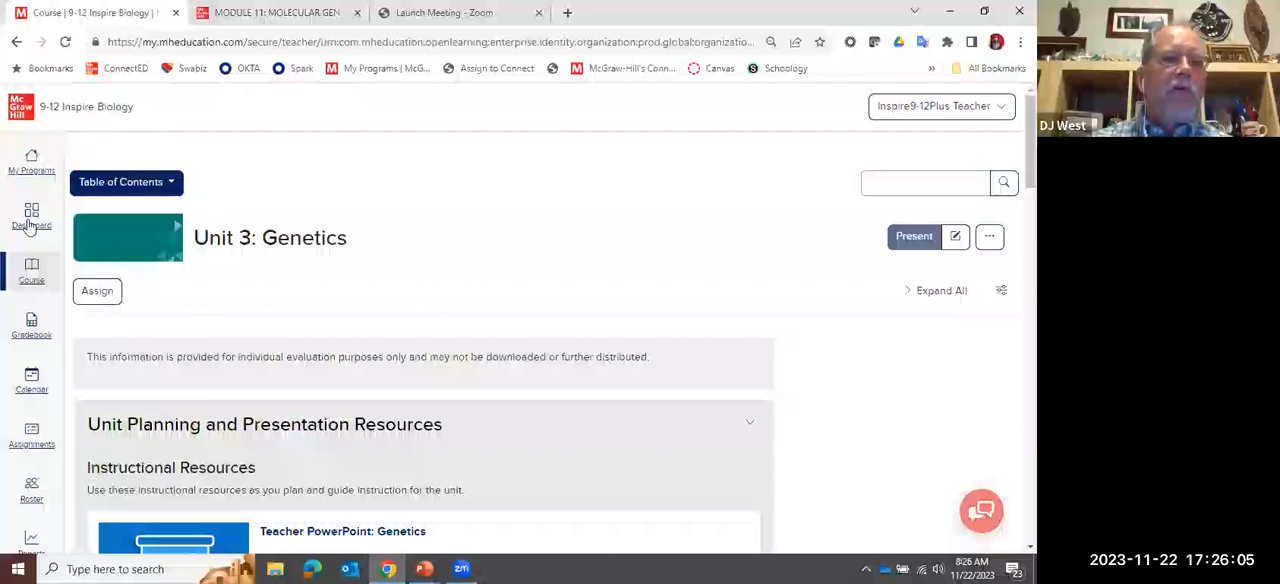 Course | 9-12 Inspire Biology |
MODULE 11: MOLECULAR GEN
Launch Meeting - Zoom
https://my.mheducation.com/secure/teacher/urn:com.mheducation.openlearning:enterprise.identity.organization:prod.global:organizatio...
Bookmarks
ConnectED
Swabiz
OKTA
Spark
My Programs | McG...
Assign to Connect
McGraw-Hill's Conn...
Canvas
Schoology
»
All Bookmarks
DJ West
Mc
Graw
Hill
9-12 Inspire Biology
Inspire9-12Plus Teacher
My Programs
Dashboard
Course
Gradebook
Calendar
Assignments
Roster
Reports
Table of Contents
Unit 3: Genetics
Present
Assign
Expand All
This information is provided for individual evaluation purposes only and may not be downloaded or further distributed.
Unit Planning and Presentation Resources
Instructional Resources
Use these instructional resources as you plan and guide instruction for the unit.
Teacher PowerPoint: Genetics
Type here to search
8:26 AM
11/22/2023
23
2023-11-22 17:26:05